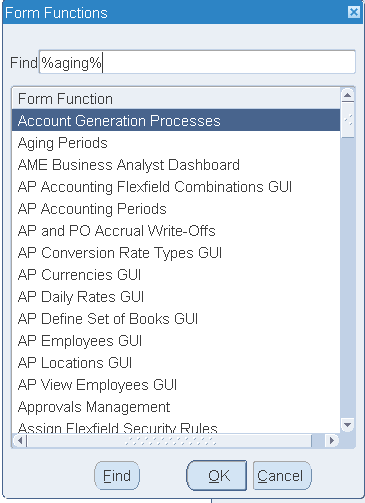 Form Functions
Find %aging%
Form Function
Account Generation Processes
Aging Periods
AME Business Analyst Dashboard
AP Accounting Flexfield Combinations GUI
AP Accounting Periods
AP and PO Accrual Write-Offs
AP Conversion Rate Types GUI
AP Currencies GUI
AP Daily Rates GUI
AP Define Set of Books GUI
AP Employees GUI
AP Locations GUI
AP View Employees GUI
Approvals Management
Assign Flexfield Security Rules
Find OK Cancel